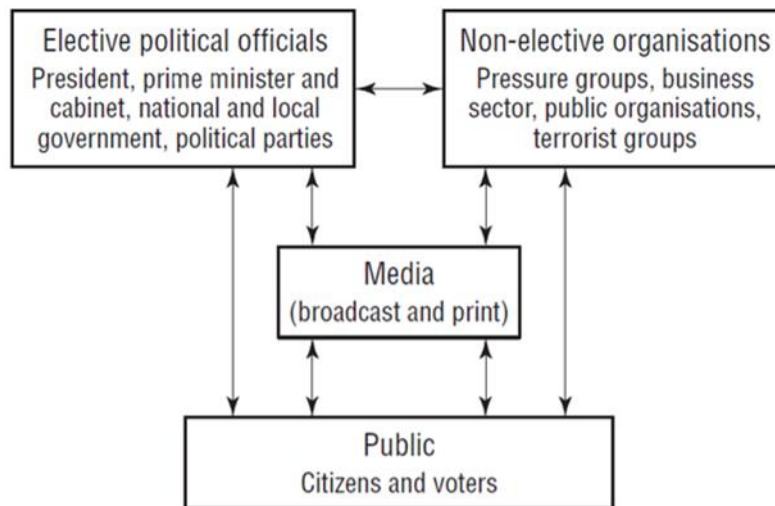 Elective political officials
President, prime minister and
cabinet, national and local
government, political parties
Non-elective organisations
Pressure groups, business
sector, public organisations,
terrorist groups
Media
(broadcast and print)
Public
Citizens and voters